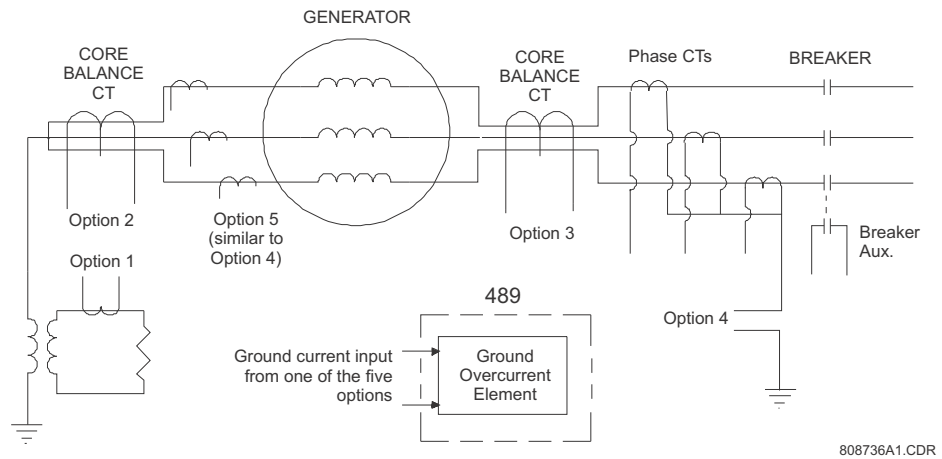 GENERATOR
CORE
BALANCE
CT
CORE
BALANCE
CT
Phase CTs
BREAKER
Option 2
Option 5
(similar to
Option 4)
Option 3
Breaker
Aux.
Option 1
489
Option 4
Ground current input
from one of the five
options
Ground
Overcurrent
Element
808736A1.CDR